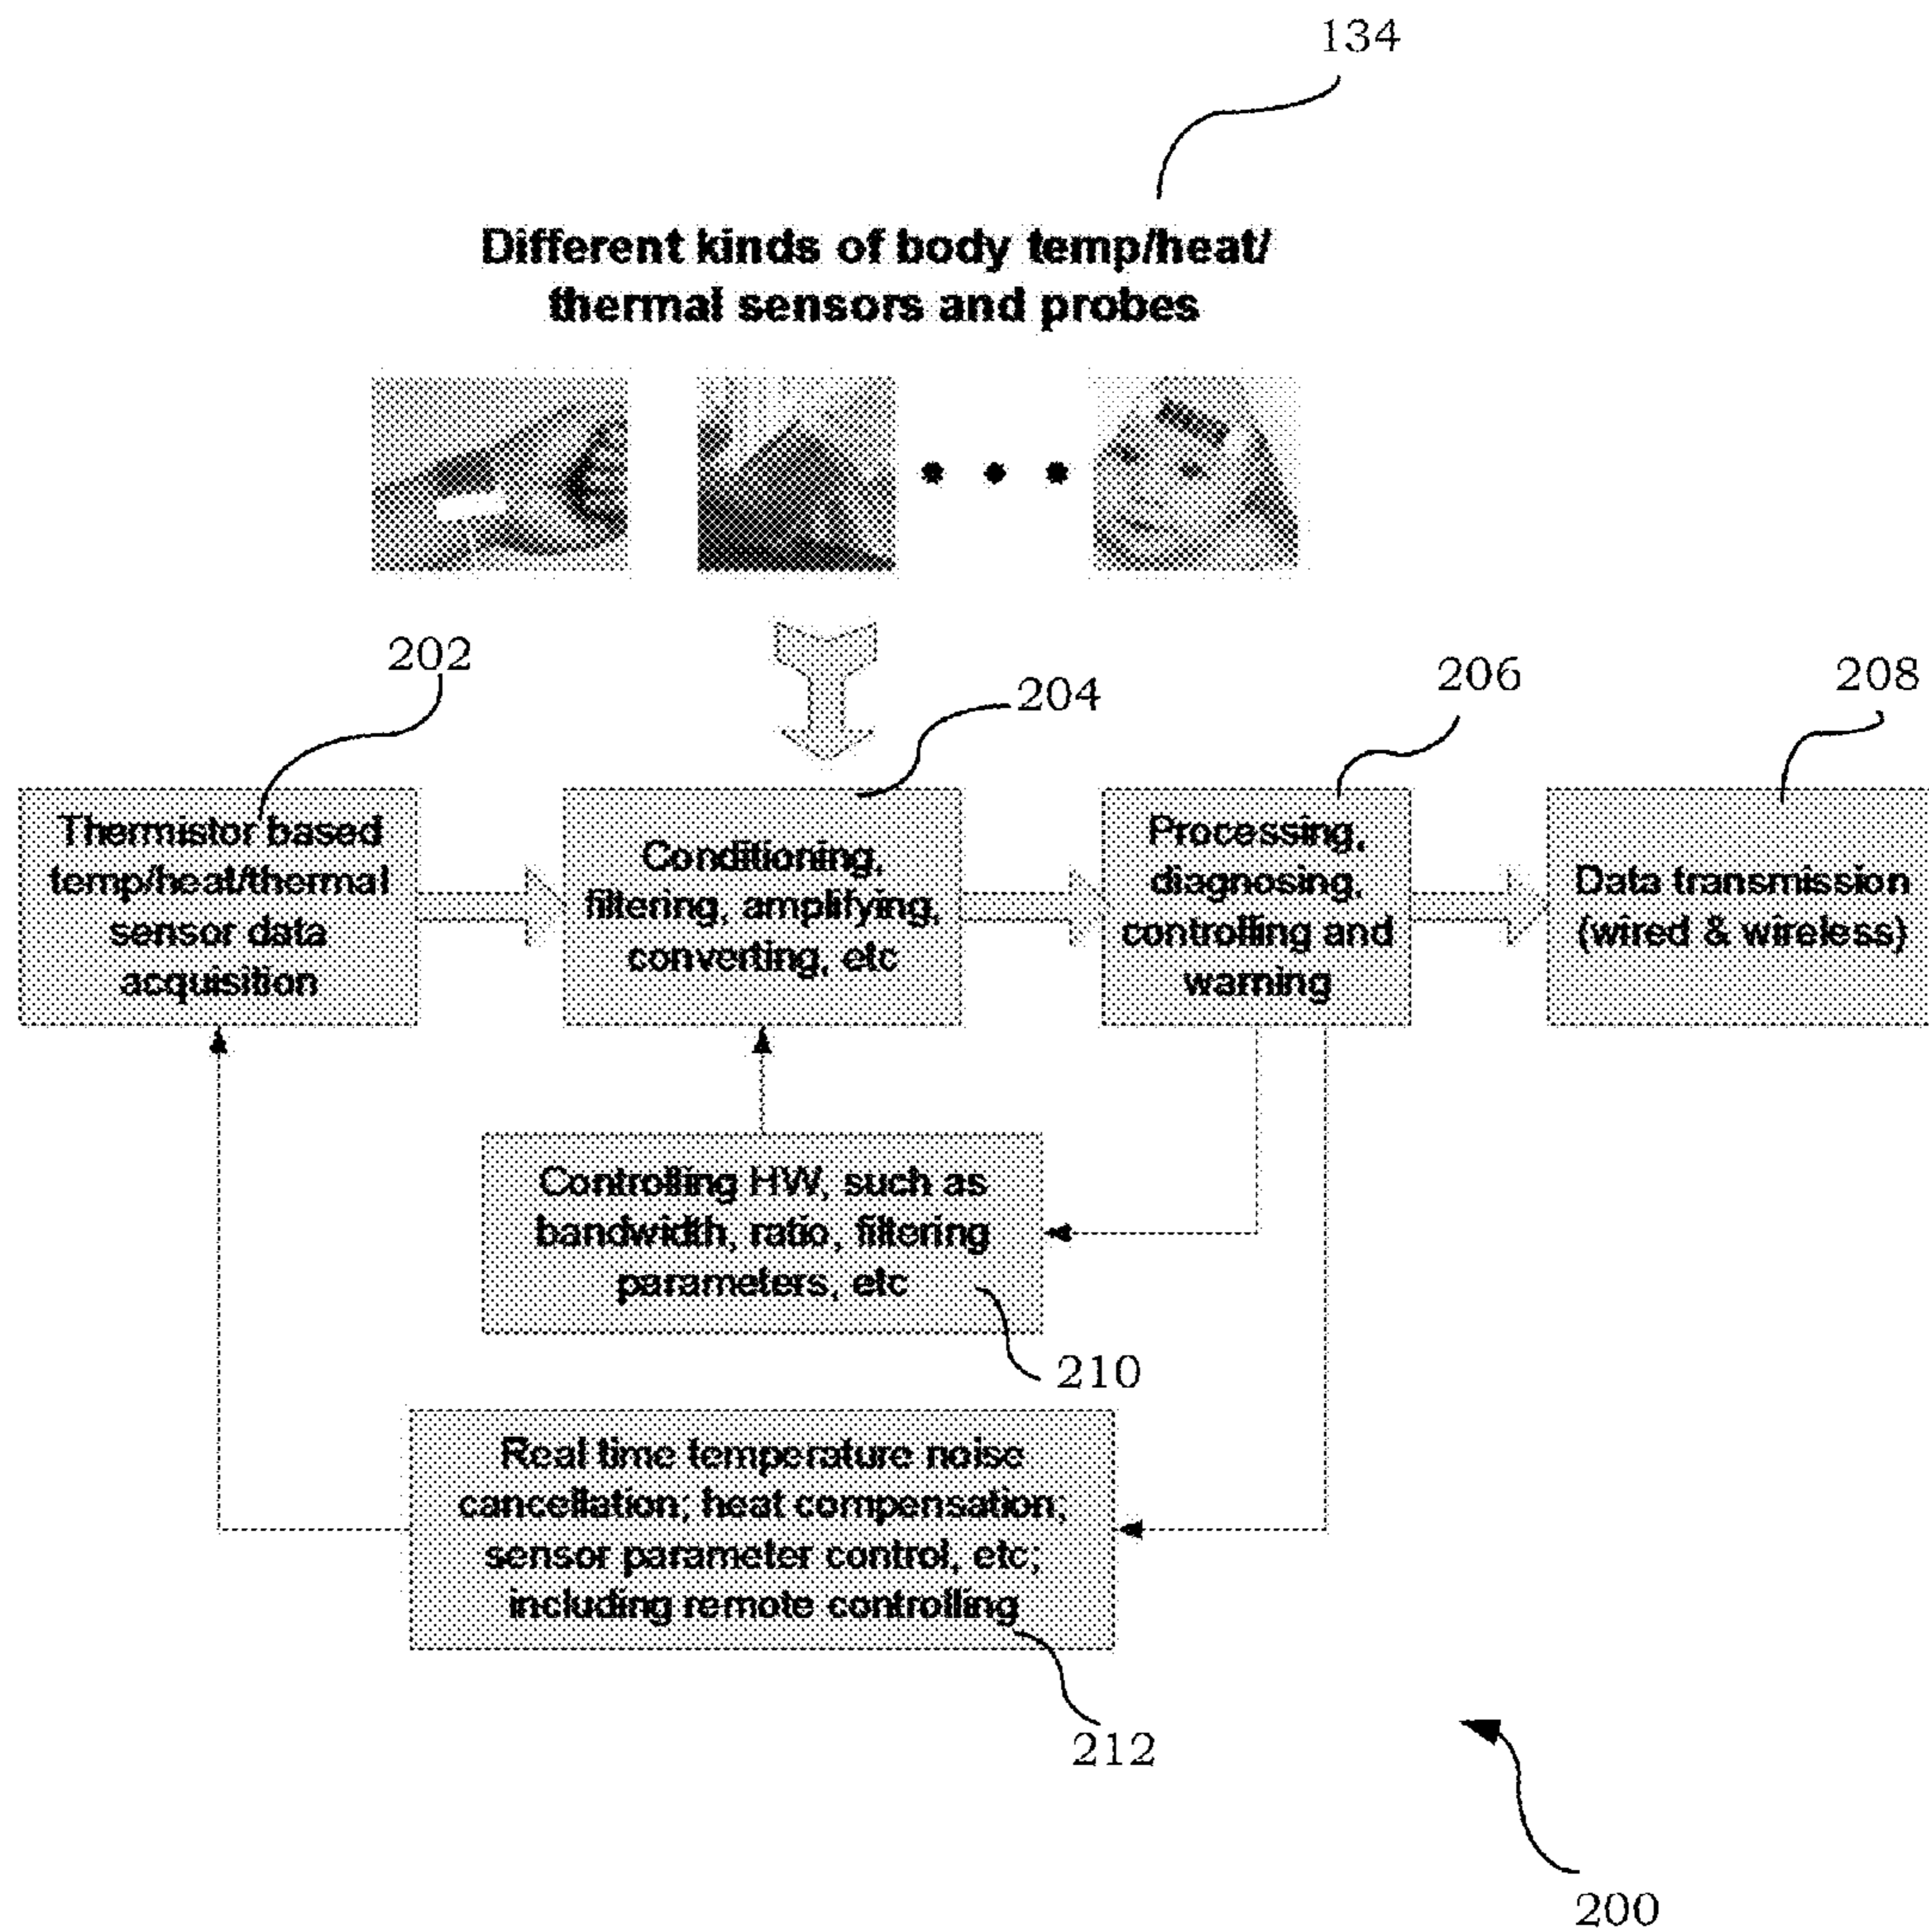 134
Different kinds of body temp/heat/
thermal sensors and probes
202
204
206
208
Thermistor based
temp/heat/thermal
sensor data
acquisition
Conditioning,
filtering, amplifying,
converting, etc
Processing,
diagnosing,
controlling and
warning
Data transmission
(wired & wireless)
Controlling HW, such as
bandwidth, ratio, filtering
parameters, etc
210
Real time temperature noise
cancellation; heat compensation;
sensor parameter control, etc;
including remote controlling
212
200